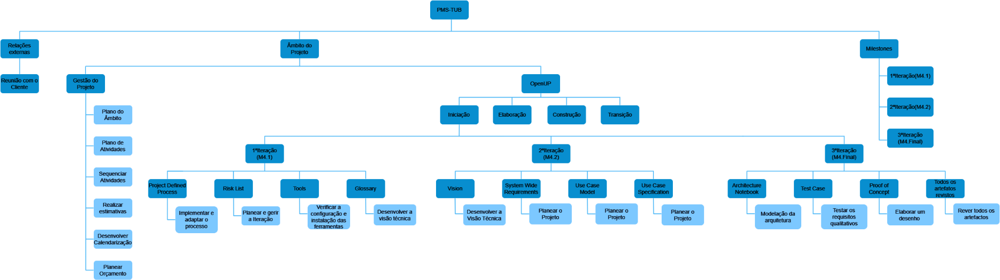 PMS-TUB
Relações
externas
Âmbito do
Projeto
Milestones
Reunião com o
Cliente
Gestão do
Projeto
OpenUP
1ªIteração(M4.1)
2ªIteração(M4.2)
3ªIteração
(M4.Final)
Plano do
Âmbito
Plano de
Atividades
Sequenciar
Atividades
Realizar
estimativas
Desenvolver
Calendarização
Planear
Orçamento
Iniciação
Elaboração
Construção
Transição
1ªIteração
(M4.1)
2ªIteração
(M4.2)
3ªIteração
(M4.Final)
Project Defined
Process
Risk List
Tools
Glossary
Vision
System Wide
Requirements
Use Case
Model
Use Case
Specification
Architecture
Notebook
Test Case
Proof of
Concept
Todos os
artefatos
revistos
Implementar e
adaptar o
processo
Planear e gerir
a Iteração
Verificar a
configuração e
instalação das
ferramentas
Desenvolver a
visão técnica
Desenvolver a
Visão Técnica
Planear o
Projeto
Planear o
Projeto
Planear o
Projeto
Modelação da
arquitetura
Testar os
requisitos
qualitativos
Elaborar um
desenho
Rever todos os
artefactos